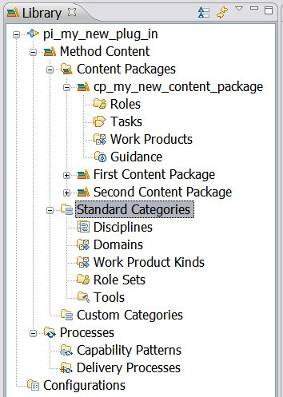 Library
pi_my_new_plug_in
Method Content
Content Packages
cp_my_new_content_package
Roles
Tasks
Work Products
Guidance
First Content Package
Second Content Package
Standard Categories
Disciplines
Domains
Work Product Kinds
Role Sets
Tools
Custom Categories
Processes
Capability Patterns
Delivery Processes
Configurations